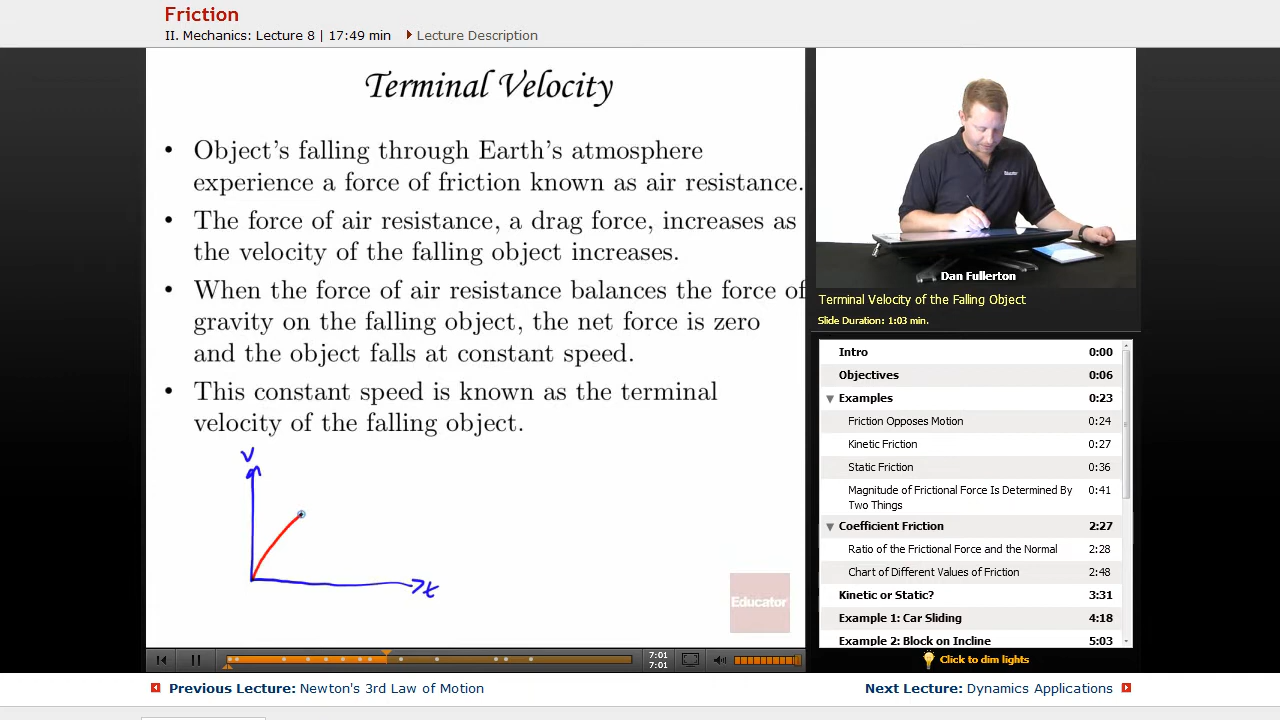 Friction
II. Mechanics: Lecture 8 | 17:49 min Lecture Description
Terminal Velocity
• Object's falling through Earth's atmosphere
experience a force of friction known as air resistance.
• The force of air resistance, a drag force, increases as
the velocity of the falling object increases.
• When the force of air resistance balances the force of
gravity on the falling object, the net force is zero
and the object falls at constant speed.
• This constant speed is known as the terminal
velocity of the falling object.
v
t
Educator
Educator
Dan Fullerton
Terminal Velocity of the Falling Object
Slide Duration: 1:03 min.
Intro 0:00
Objectives 0:06
Examples 0:23
Friction Opposes Motion 0:24
Kinetic Friction 0:27
Static Friction 0:36
Magnitude of Frictional Force Is Determined By 0:41
Two Things
Coefficient Friction 2:27
Ratio of the Frictional Force and the Normal 2:28
Chart of Different Values of Friction 2:48
Kinetic or Static? 3:31
Example 1: Car Sliding 4:18
Example 2: Block on Incline 5:03
7:01
7:01
Click to dim lights
Previous Lecture: Newton's 3rd Law of Motion
Next Lecture: Dynamics Applications